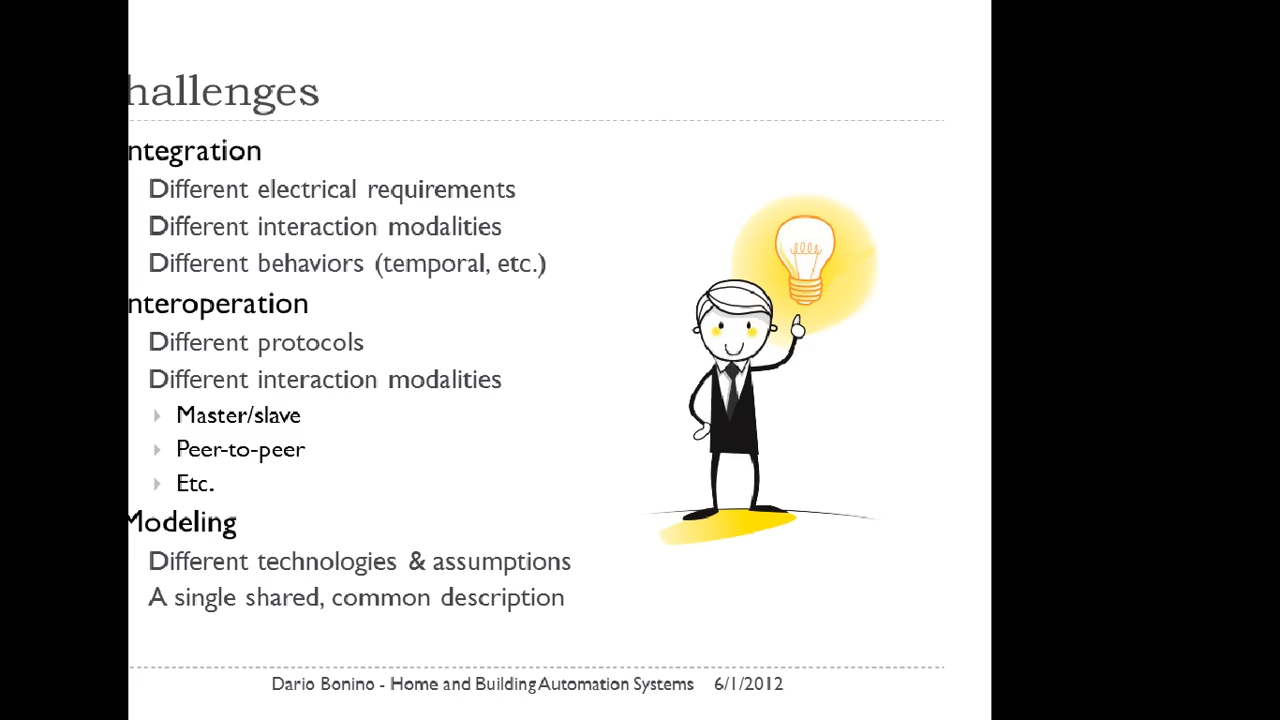 hallenges
ntegration
Different electrical requirements
Different interaction modalities
Different behaviors (temporal, etc.)
nteroperation
Different protocols
Different interaction modalities
Master/slave
Peer-to-peer
Etc.
Modeling
Different technologies & assumptions
A single shared, common description
Dario Bonino - Home and Building Automation Systems 6/1/2012